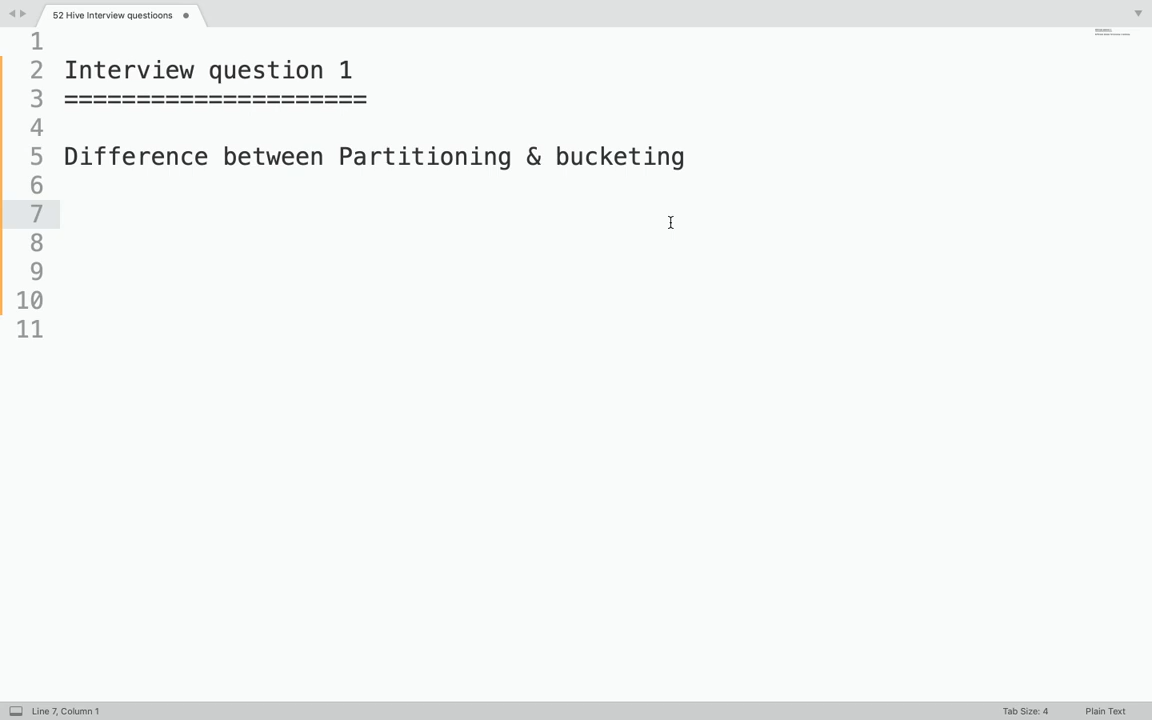 52 Hive Interview questioons
1
2 Interview question 1
3 =====================
4
5 Difference between Partitioning & bucketing
6
7
8
9
10
11
Line 7, Column 1
Tab Size: 4
Plain Text